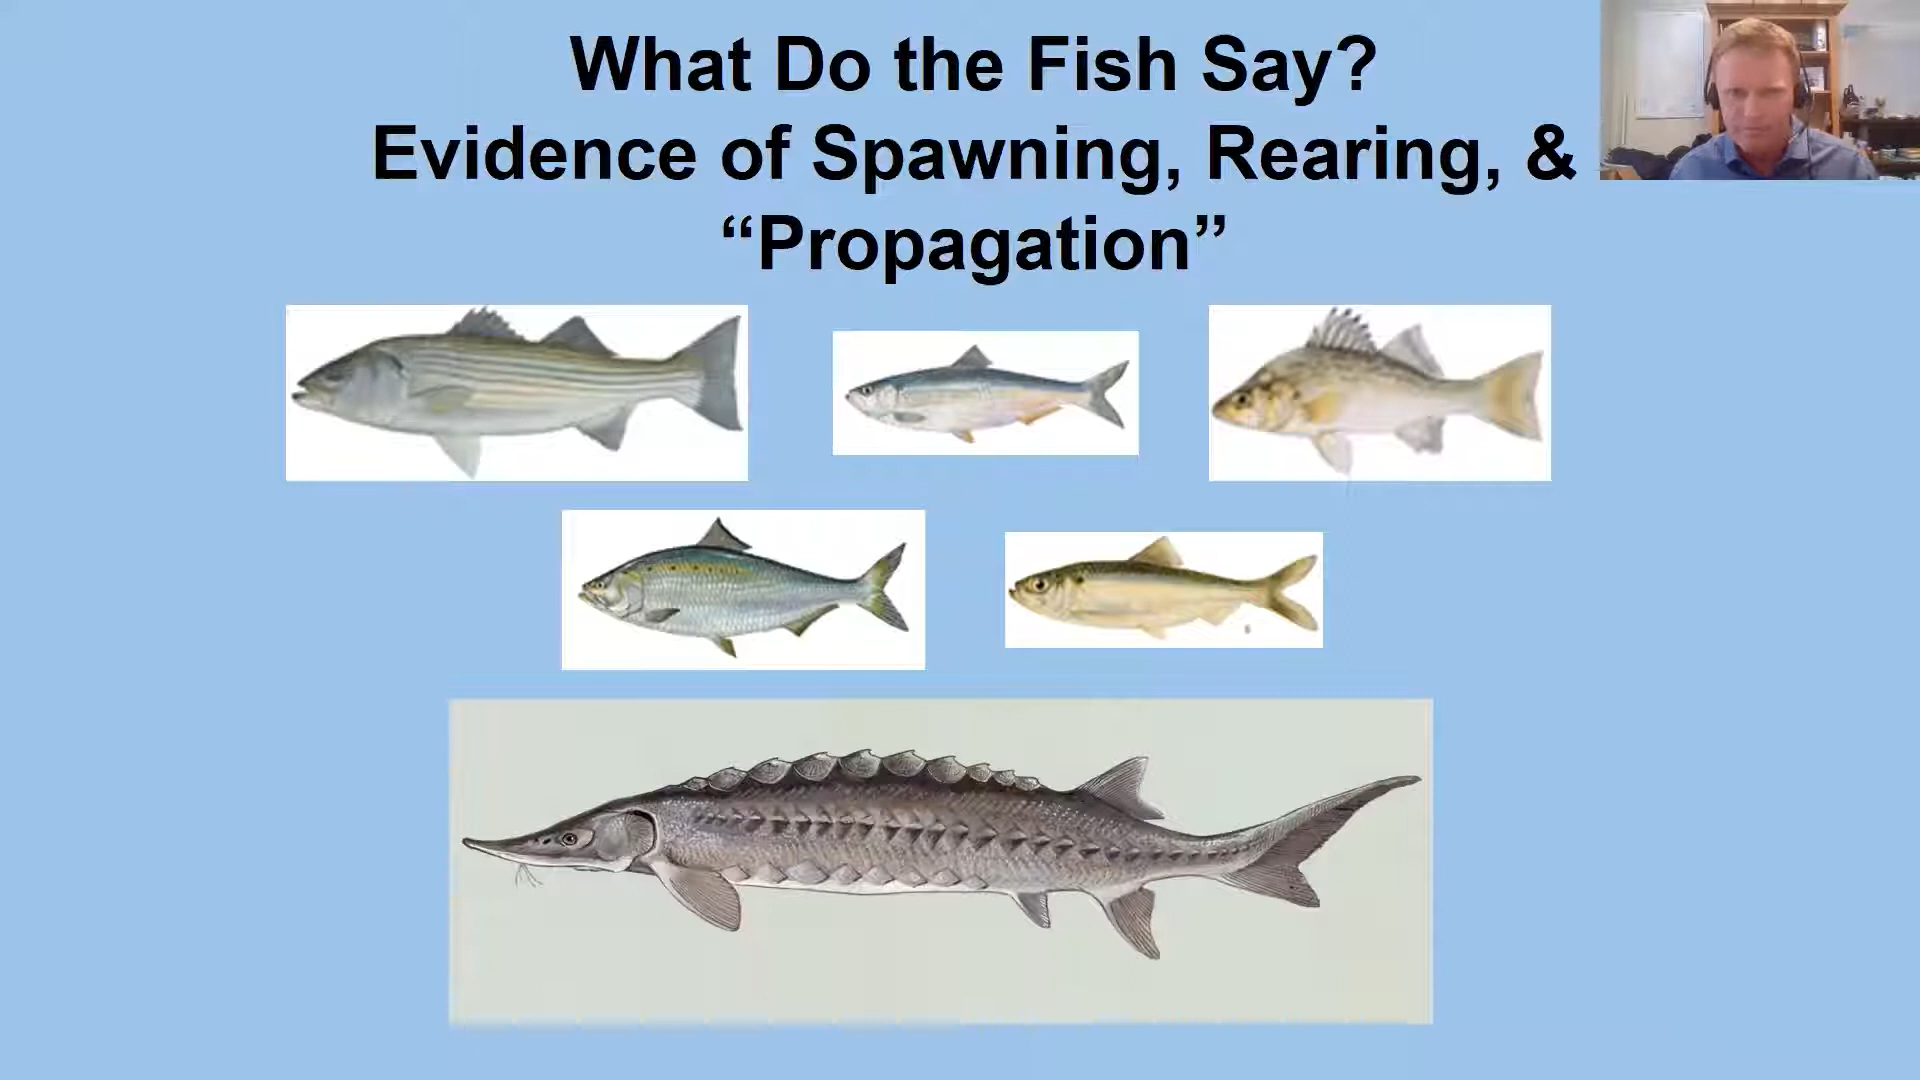 What Do the Fish Say?
Evidence of Spawning, Rearing, &
“Propagation”